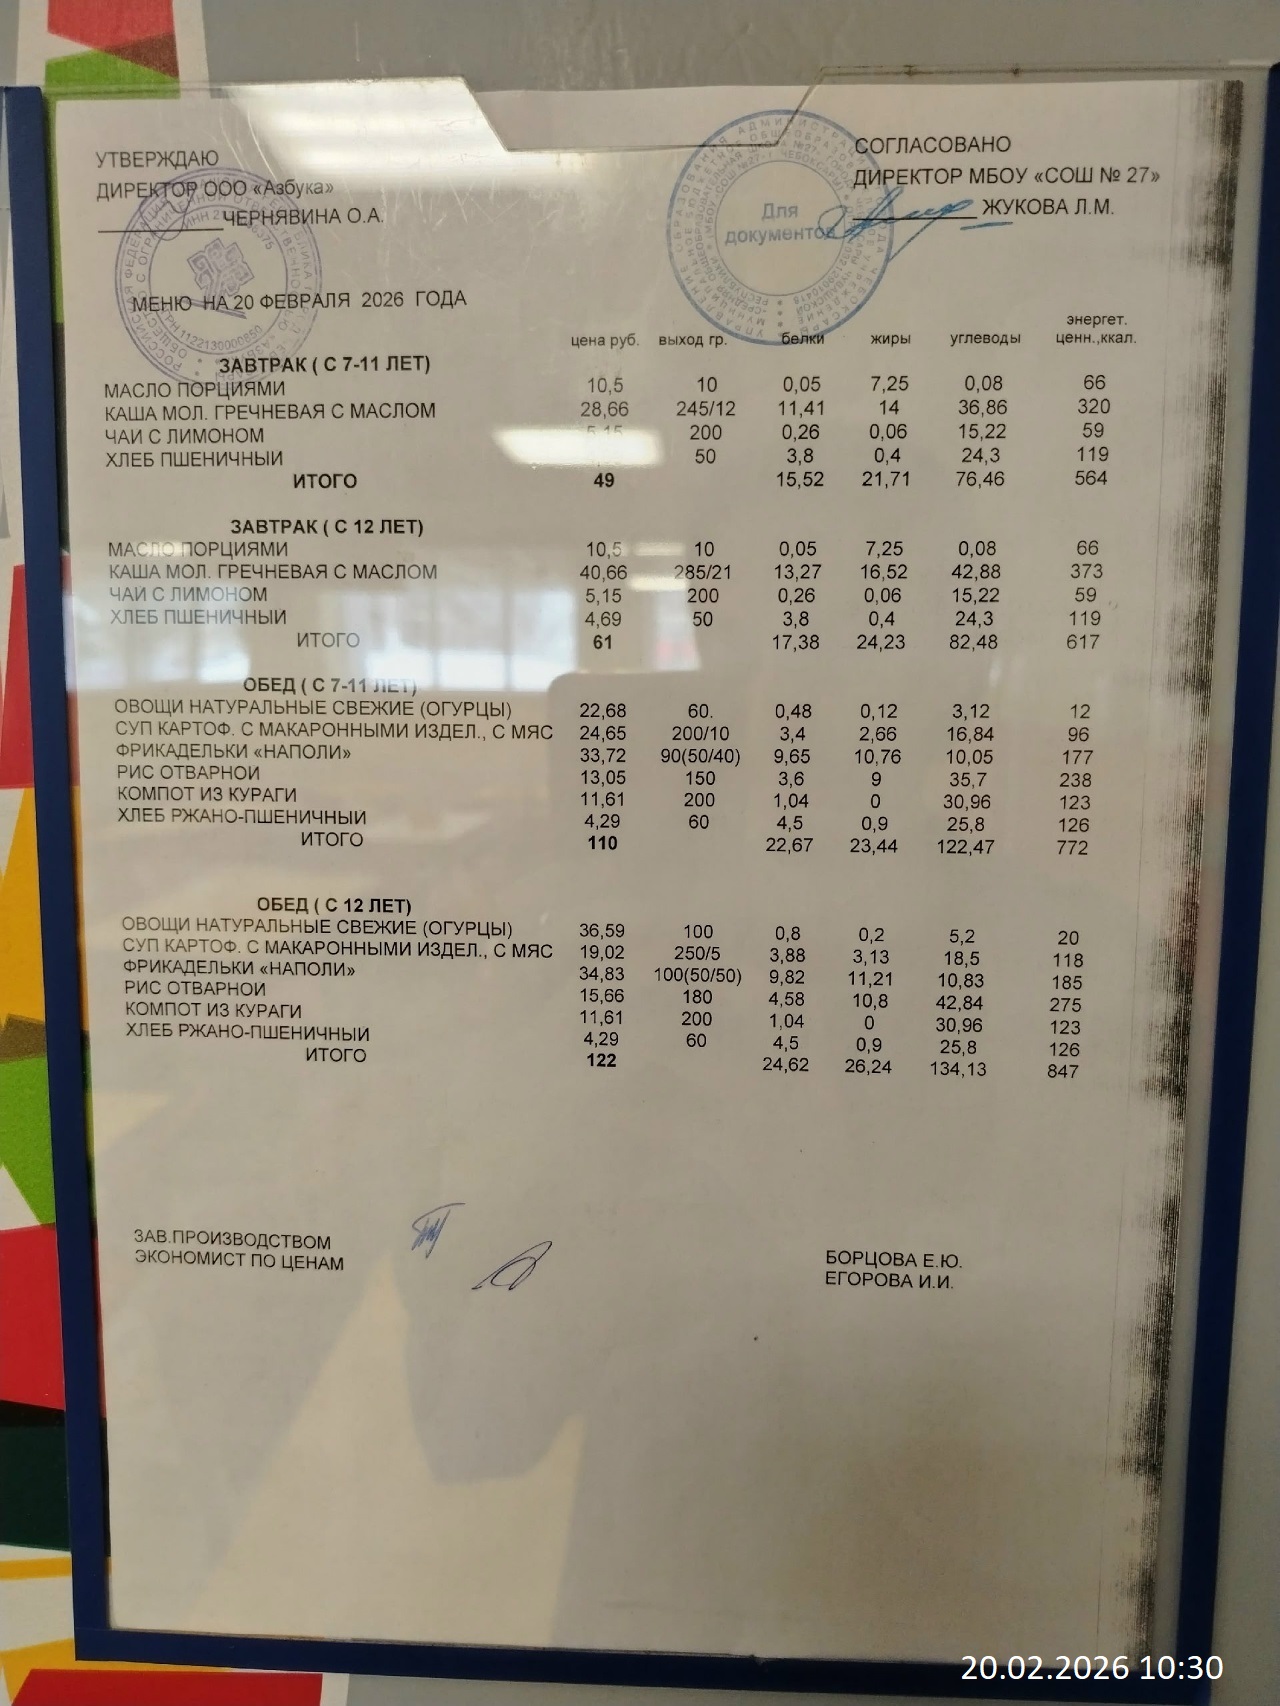 УТВЕРЖДАЮ
ДИРЕКТОР ООО «Азбука»
ЧЕРНЯВИНА О.А.
СОГЛАСОВАНО
ДИРЕКТОР МБОУ «СОШ № 27»
ЖУКОВА Л.М.
Для
документов
МЕНЮ НА 20 ФЕВРАЛЯ 2026 ГОДА
цена руб. выход гр. белки жиры углеводы энергет. ценн.,ккал.
ЗАВТРАК ( С 7-11 ЛЕТ)
МАСЛО ПОРЦИЯМИ 10,5 10 0,05 7,25 0,08 66
КАША МОЛ. ГРЕЧНЕВАЯ С МАСЛОМ 28,66 245/12 11,41 14 36,86 320
ЧАИ С ЛИМОНОМ 5,15 200 0,26 0,06 15,22 59
ХЛЕБ ПШЕНИЧНЫИ 50 3,8 0,4 24,3 119
ИТОГО 49 15,52 21,71 76,46 564
ЗАВТРАК ( С 12 ЛЕТ)
МАСЛО ПОРЦИЯМИ 10,5 10 0,05 7,25 0,08 66
КАША МОЛ. ГРЕЧНЕВАЯ С МАСЛОМ 40,66 285/21 13,27 16,52 42,88 373
ЧАИ С ЛИМОНОМ 5,15 200 0,26 0,06 15,22 59
ХЛЕБ ПШЕНИЧНЫИ 4,69 50 3,8 0,4 24,3 119
ИТОГО 61 17,38 24,23 82,48 617
ОБЕД ( С 7-11 ЛЕТ)
ОВОЩИ НАТУРАЛЬНЫЕ СВЕЖИЕ (ОГУРЦЫ) 22,68 60. 0,48 0,12 3,12 12
СУП КАРТОФ. С МАКАРОННЫМИ ИЗДЕЛ., С МЯС 24,65 200/10 3,4 2,66 16,84 96
ФРИКАДЕЛЬКИ «НАПОЛИ» 33,72 90(50/40) 9,65 10,76 10,05 177
РИС ОТВАРНОИ 13,05 150 3,6 9 35,7 238
КОМПОТ ИЗ КУРАГИ 11,61 200 1,04 0 30,96 123
ХЛЕБ РЖАНО-ПШЕНИЧНЫИ 4,29 60 4,5 0,9 25,8 126
ИТОГО 110 22,67 23,44 122,47 772
ОБЕД ( С 12 ЛЕТ)
ОВОЩИ НАТУРАЛЬНЫЕ СВЕЖИЕ (ОГУРЦЫ) 36,59 100 0,8 0,2 5,2 20
СУП КАРТОФ. С МАКАРОННЫМИ ИЗДЕЛ., С МЯС 19,02 250/5 3,88 3,13 18,5 118
ФРИКАДЕЛЬКИ «НАПОЛИ» 34,83 100(50/50) 9,82 11,21 10,83 185
РИС ОТВАРНОИ 15,66 180 4,58 10,8 42,84 275
КОМПОТ ИЗ КУРАГИ 11,61 200 1,04 0 30,96 123
ХЛЕБ РЖАНО-ПШЕНИЧНЫИ 4,29 60 4,5 0,9 25,8 126
ИТОГО 122 24,62 26,24 134,13 847
ЗАВ.ПРОИЗВОДСТВОМ
ЭКОНОМИСТ ПО ЦЕНАМ
БОРЦОВА Е.Ю.
ЕГОРОВА И.И.
20.02.2026 10:30